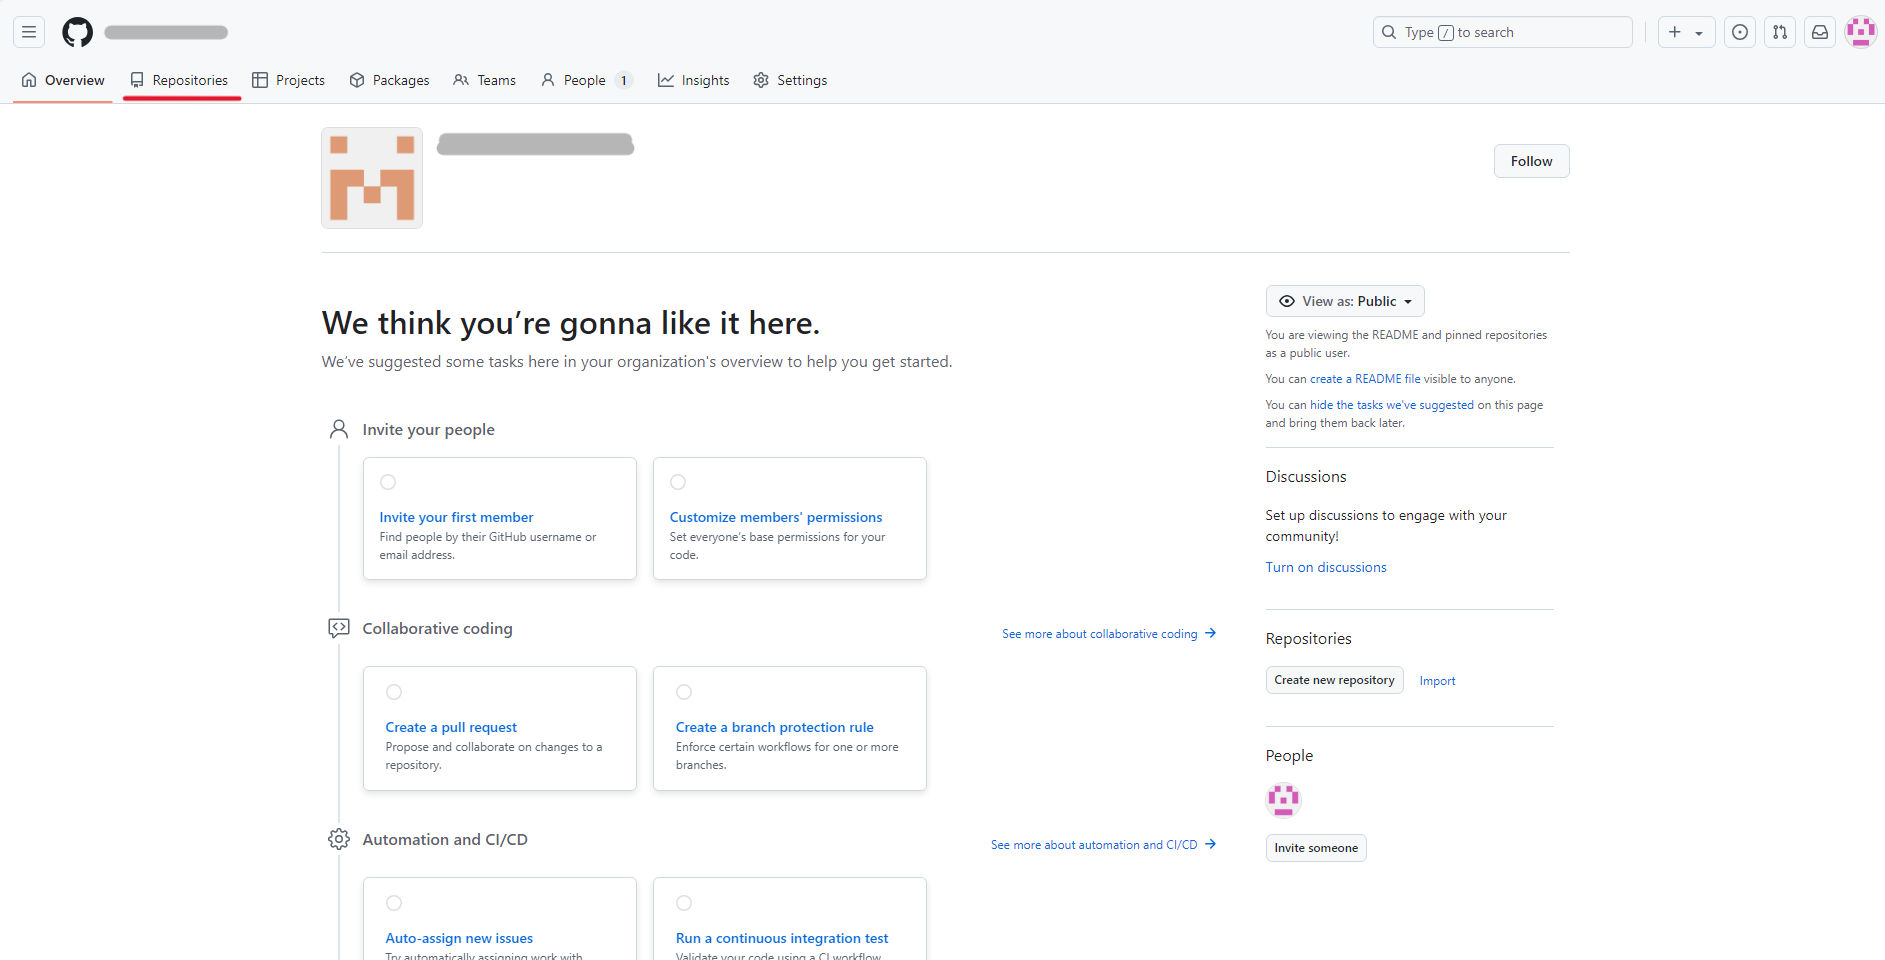 Type / to search
Overview Repositories Projects Packages Teams People 1 Insights Settings
Follow
We think you’re gonna like it here.
We’ve suggested some tasks here in your organization’s overview to help you get started.
Invite your people
Invite your first member
Find people by their GitHub username or
email address.
Customize members' permissions
Set everyone’s base permissions for your
code.
Collaborative coding
See more about collaborative coding
Create a pull request
Propose and collaborate on changes to a
repository.
Create a branch protection rule
Enforce certain workflows for one or more
branches.
Automation and CI/CD
See more about automation and CI/CD
Auto-assign new issues
Try automatically assigning work with
Run a continuous integration test
Validate your code using a CI workflow
View as: Public
You are viewing the README and pinned repositories
as a public user.
You can create a README file visible to anyone.
You can hide the tasks we've suggested on this page
and bring them back later.
Discussions
Set up discussions to engage with your
community!
Turn on discussions
Repositories
Create new repository Import
People
Invite someone